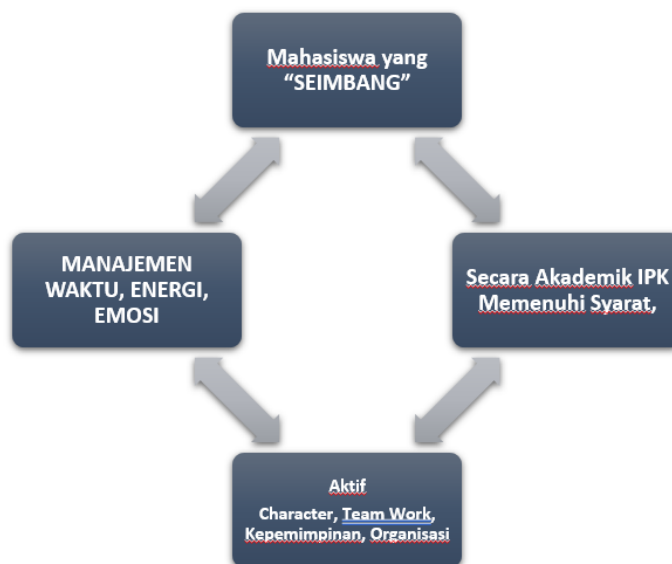 Mahasiswa yang
“SEIMBANG”
MANAJEMEN
WAKTU, ENERGI,
EMOSI
Secara Akademik IPK
Memenuhi Syarat,
Aktif
Character, Team Work,
Kepemimpinan, Organisasi